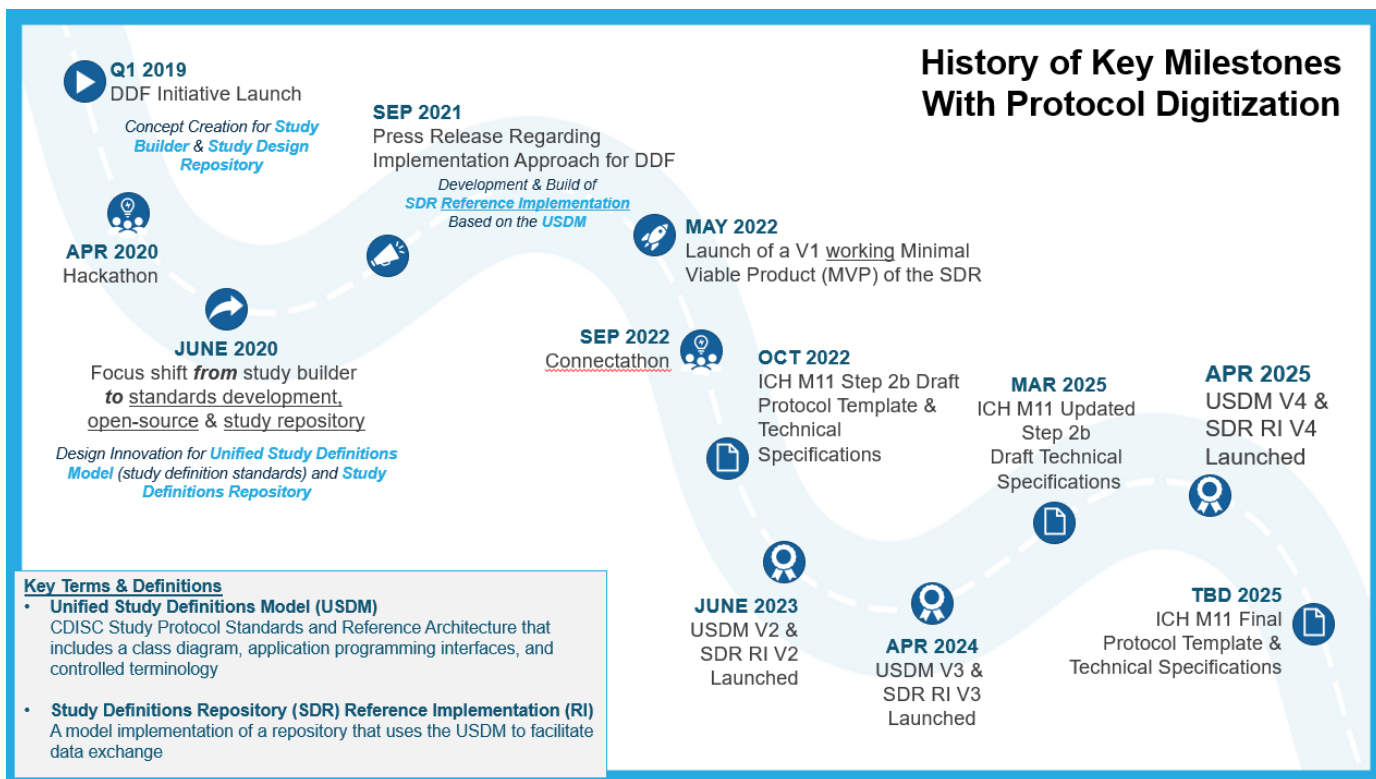 History of Key Milestones
With Protocol Digitization
Q1 2019
DDF Initiative Launch
Concept Creation for Study
Builder & Study Design
Repository
APR 2020
Hackathon
JUNE 2020
Focus shift from study builder
to standards development,
open-source & study repository
Design Innovation for Unified Study Definitions
Model (study definition standards) and Study
Definitions Repository
SEP 2021
Press Release Regarding
Implementation Approach for DDF
Development & Build of
SDR Reference Implementation
Based on the USDM
MAY 2022
Launch of a V1 working Minimal
Viable Product (MVP) of the SDR
SEP 2022
Connectathon
OCT 2022
ICH M11 Step 2b Draft
Protocol Template &
Technical
Specifications
JUNE 2023
USDM V2 &
SDR RI V2
Launched
APR 2024
USDM V3 &
SDR RI V3
Launched
MAR 2025
ICH M11 Updated
Step 2b
Draft Technical
Specifications
APR 2025
USDM V4 &
SDR RI V4
Launched
TBD 2025
ICH M11 Final
Protocol Template &
Technical Specifications
Key Terms & Definitions
• Unified Study Definitions Model (USDM)
CDISC Study Protocol Standards and Reference Architecture that
includes a class diagram, application programming interfaces, and
controlled terminology
• Study Definitions Repository (SDR) Reference Implementation (RI)
A model implementation of a repository that uses the USDM to facilitate
data exchange